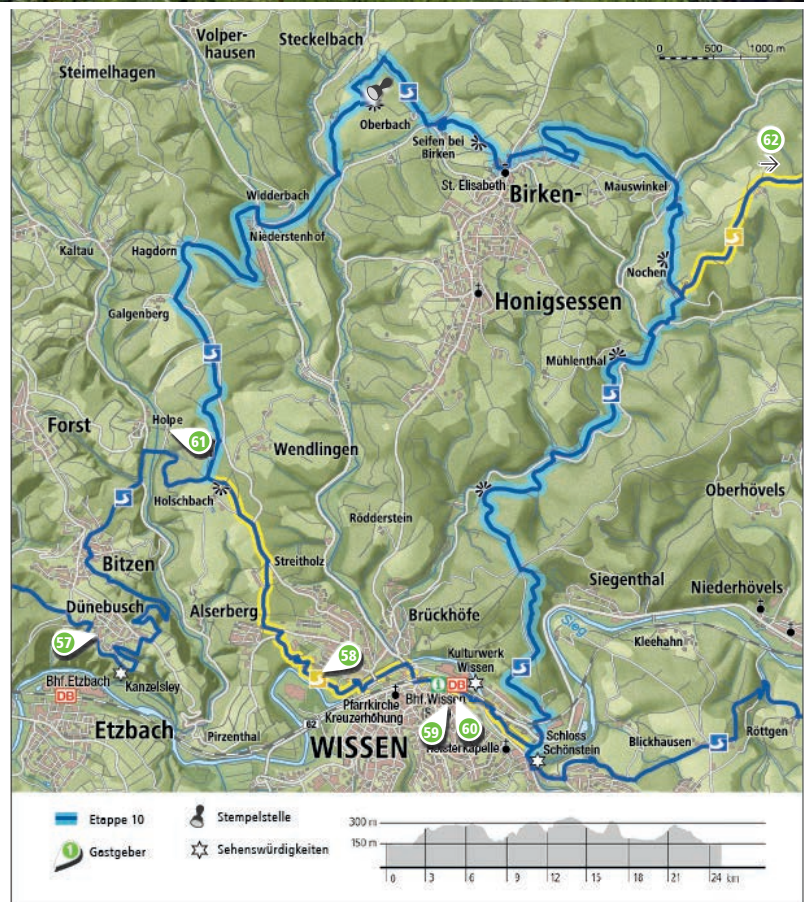 Volper-
hausen
Steckelbach
Steimelhagen
0 500 1000 m
Oberbach
62
Seifen bei
Birken
St. Elisabeth
Birken-
Mauswinkel
Widderbach
Niederstenhof
Kaltau
Hagdorn
Nochen
Galgenberg
Honigsessen
Mühlenthal
Holpe
Forst
61
Wendlingen
Holschbach
Oberhövels
Rödderstein
Bitzen
Streitholz
Siegenthal
Niederhövels
Dünebusch
Alserberg
Brückhöfe
Sieg
57
58
Kleehahn
Kulturwerk
Wissen
Bhf. Etzbach
DB
Kanzelsley
DB
Bhf. Wissen
Pfarrkirche
Kreuzerhöhung
Etzbach
Pirzenthal
62
WISSEN
59
60
Schloss
Schönstein
Blickhausen
Röttgen
Etappe 10
Stempelstelle
1
Gastgeber
Sehenswürdigkeiten
300 m
150 m
0 3 6 9 12 15 18 21 24 km